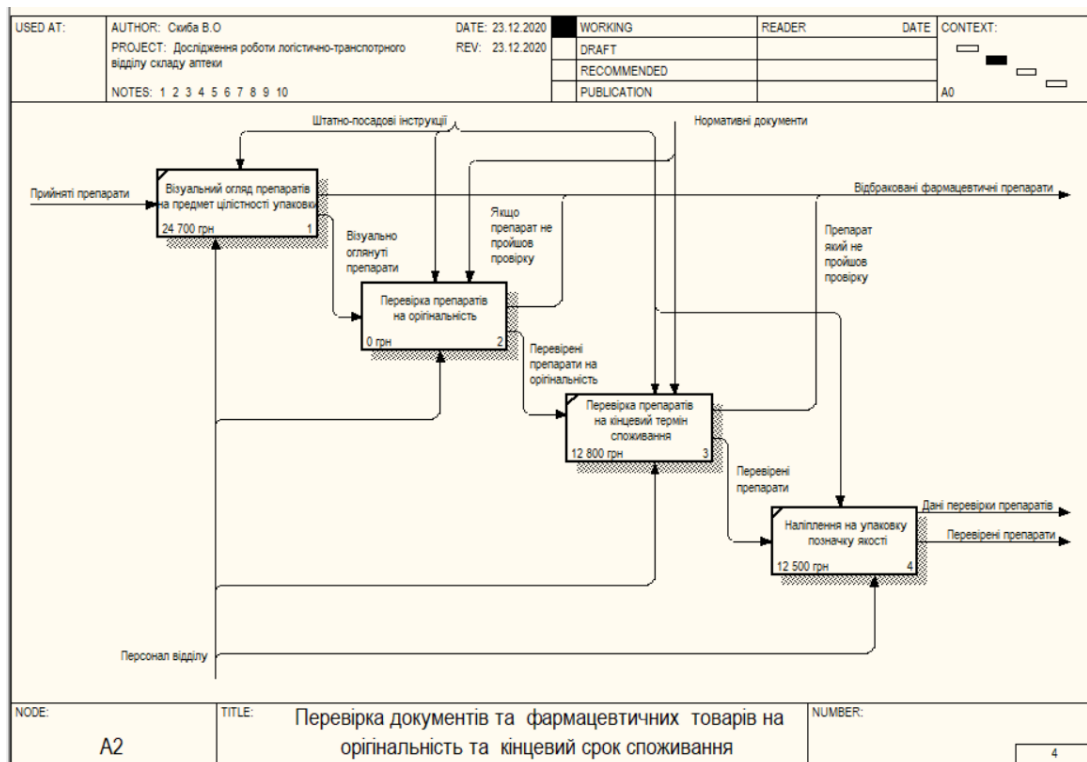 USED AT:
AUTHOR: Скиба В.О
DATE: 23.12.2020
PROJECT: Дослідження роботи логістично-транспотрного
відділу складу аптеки
REV: 23.12.2020
NOTES: 1 2 3 4 5 6 7 8 9 10
WORKING
DRAFT
RECOMMENDED
PUBLICATION
READER
DATE
CONTEXT:
A0
Штатно-посадові інструкції
Нормативні документи
Прийняті препарати
Візуальний огляд препаратів
на предмет цілістності упаковки
24 700 грн
1
Відбраковані фармацевтичні препарати
Візуально
оглянуті
препарати
Якщо
препарат не
пройшов
провірку
Препарат
який не
пройшов
провірку
Перевірка препаратів
на орігінальність
0 грн
2
Перевірені
препарати на
орігінальність
Перевірка препаратів
на кінцевий термін
споживання
12 800 грн
3
Перевірені
препарати
Наліплення на упаковку
позначку якості
12 500 грн
4
Дані перевірки препаратів
Перевірені препарати
Персонал відділу
NODE:
A2
TITLE:
Перевірка документів та фармацевтичних товарів на
орігінальність та кінцевий срок споживання
NUMBER:
4